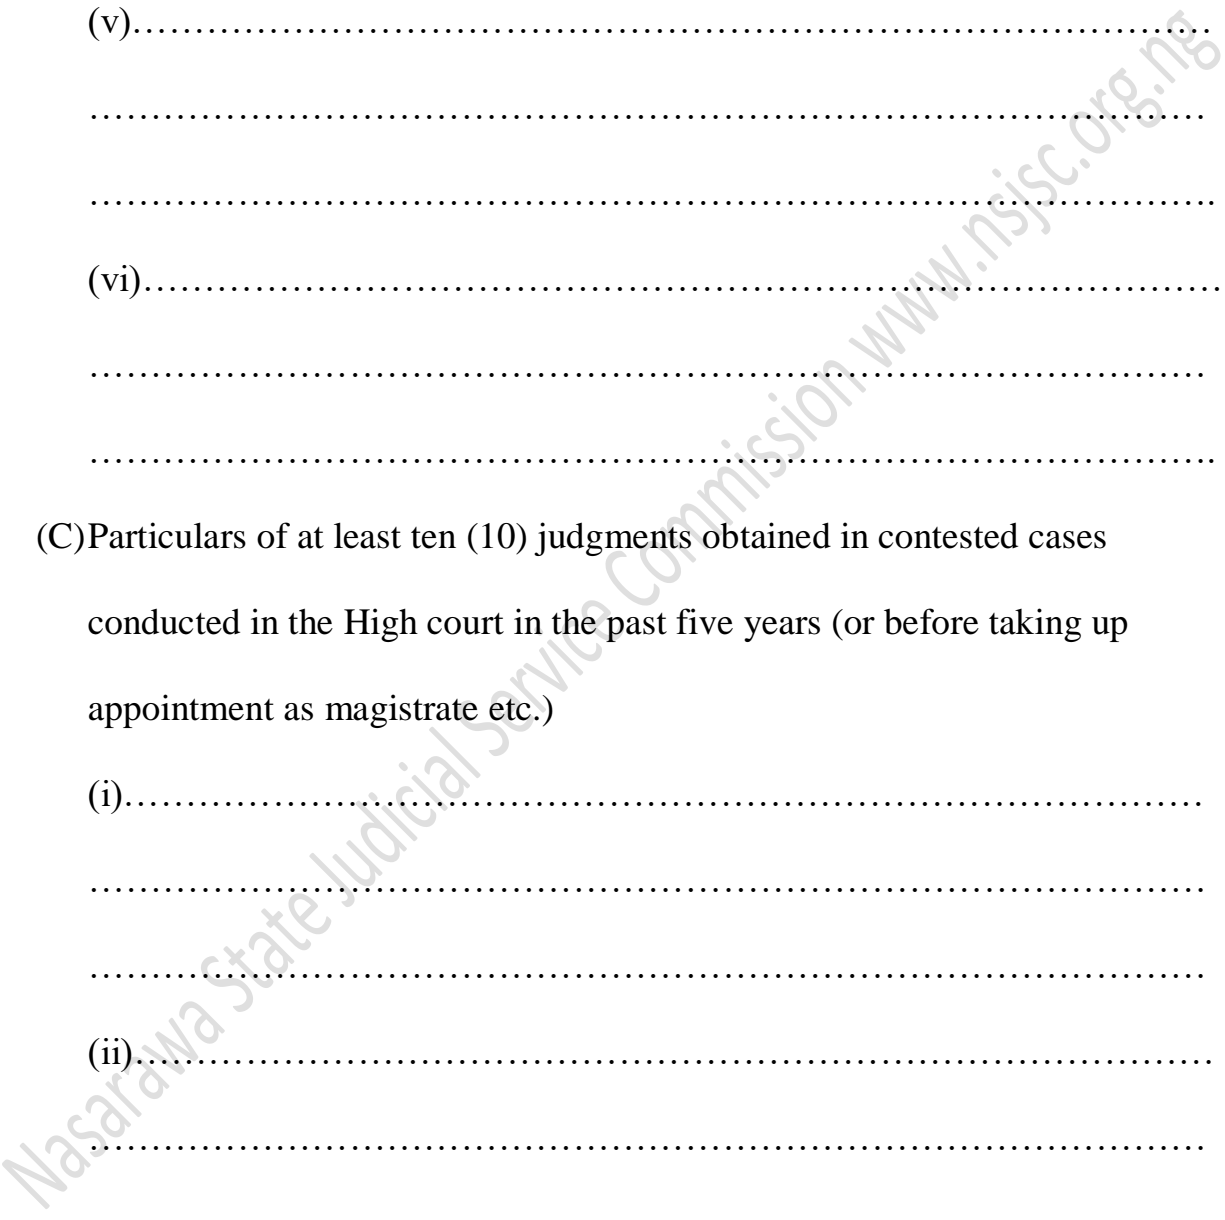 (v)……………………………………………………………………………
………………………………………………………………………………
……………………………………………………………………………….
(vi)……………………………………………………………………………
………………………………………………………………………………
……………………………………………………………………………….
(C)Particulars of at least ten (10) judgments obtained in contested cases
conducted in the High court in the past five years (or before taking up
appointment as magistrate etc.)
(i)……………………………………………………………………………
………………………………………………………………………………
………………………………………………………………………………
(ii)……………………………………………………………………………
………………………………………………………………………………
Nasarawa State Judicial Service Commission www.nsjsc.org.ng